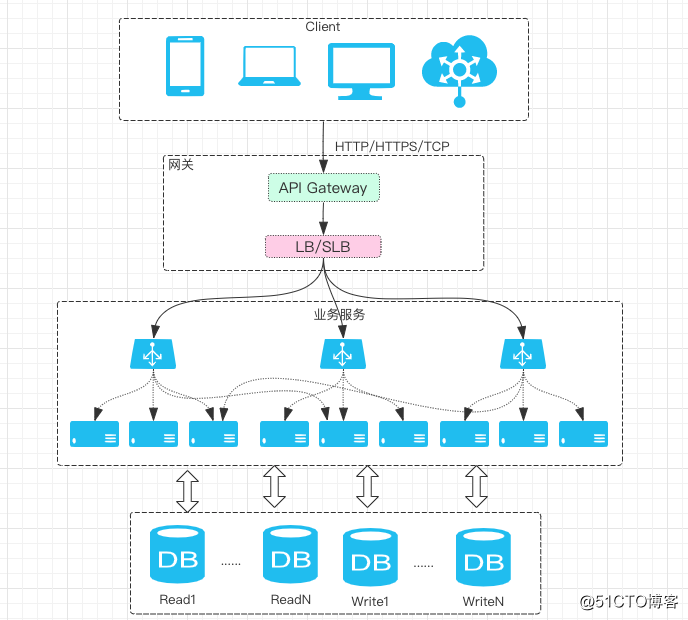 Client
HTTP/HTTPS/TCP
网关
API Gateway
LB/SLB
业务服务
DB
......
DB
DB
......
DB
Read1
ReadN
Write1
WriteN
@51CTO博客